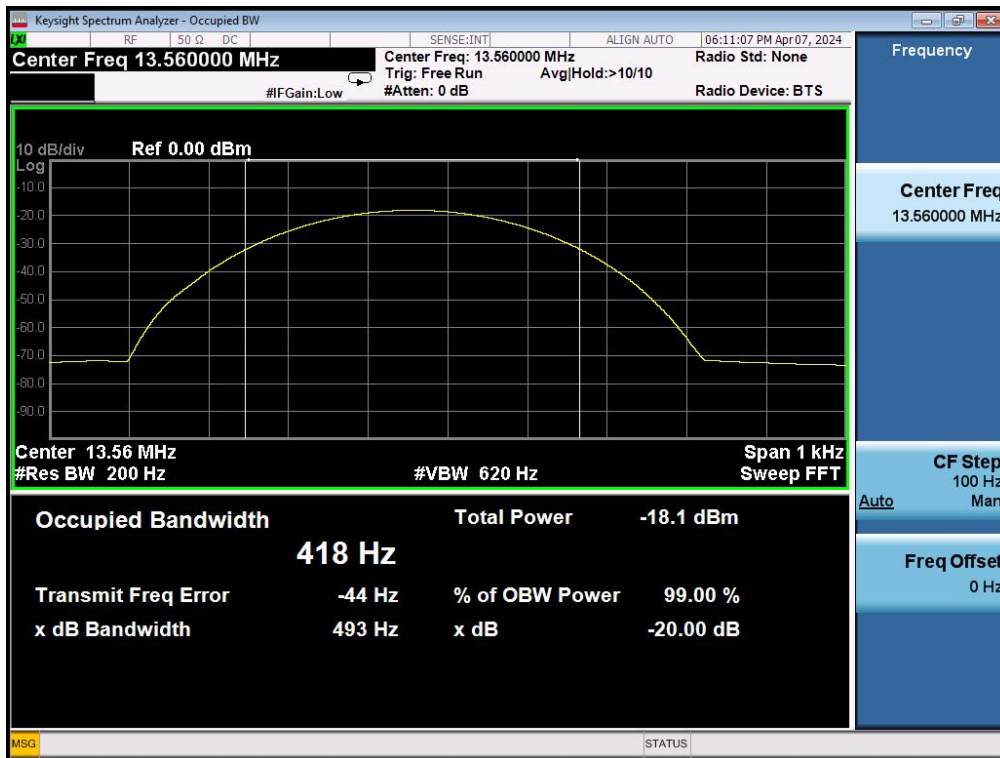 Keysight Spectrum Analyzer - Occupied BW
LXI RF 50 Ω DC SENSE:INT ALIGN AUTO 06:11:07 PM Apr 07, 2024
Center Freq 13.560000 MHz
Center Freq: 13.560000 MHz
Radio Std: None
Trig: Free Run Avg|Hold:>10/10
#IFGain:Low
#Atten: 0 dB
Radio Device: BTS
10 dB/div Ref 0.00 dBm
Log
-10.0
-20.0
-30.0
-40.0
-50.0
-60.0
-70.0
-80.0
-90.0
Center 13.56 MHz
Span 1 kHz
#Res BW 200 Hz
#VBW 620 Hz
Sweep FFT
Occupied Bandwidth
Total Power -18.1 dBm
418 Hz
Transmit Freq Error -44 Hz
% of OBW Power 99.00 %
x dB Bandwidth 493 Hz
x dB -20.00 dB
Frequency
Center Freq
13.560000 MHz
CF Step
100 Hz
Auto Man
Freq Offset
0 Hz
MSG
STATUS